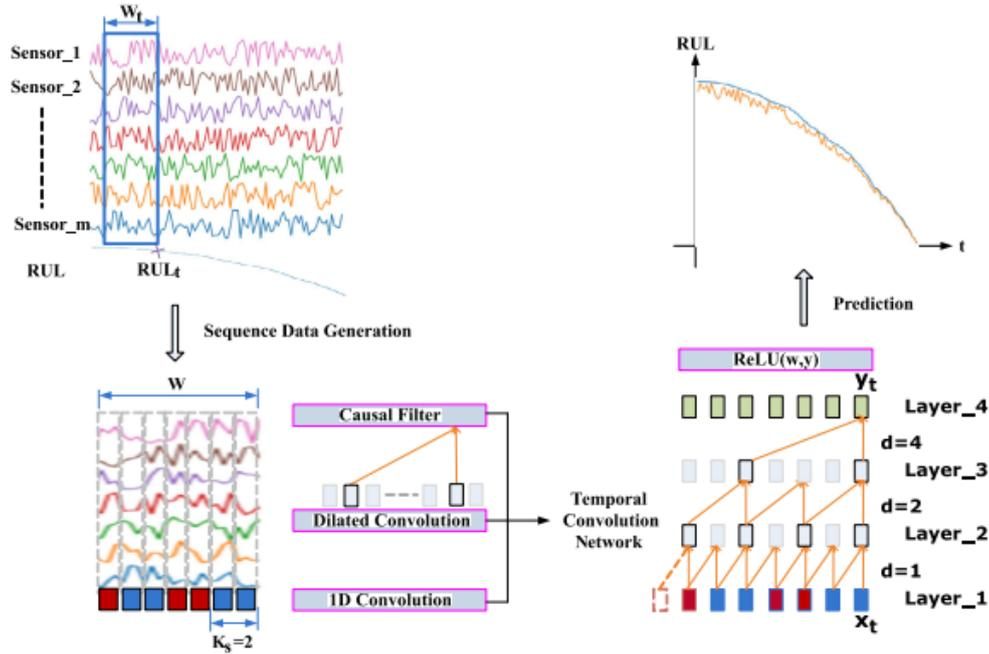 Wt
Sensor_1
Sensor_2
Sensor_m
RUL
RULt
Sequence Data Generation
W
Ks=2
Causal Filter
Dilated Convolution
1D Convolution
Temporal
Convolution
Network
RUL
t
Prediction
ReLU(w,y)
yt
Layer_4
d=4
Layer_3
d=2
Layer_2
d=1
Layer_1
xt